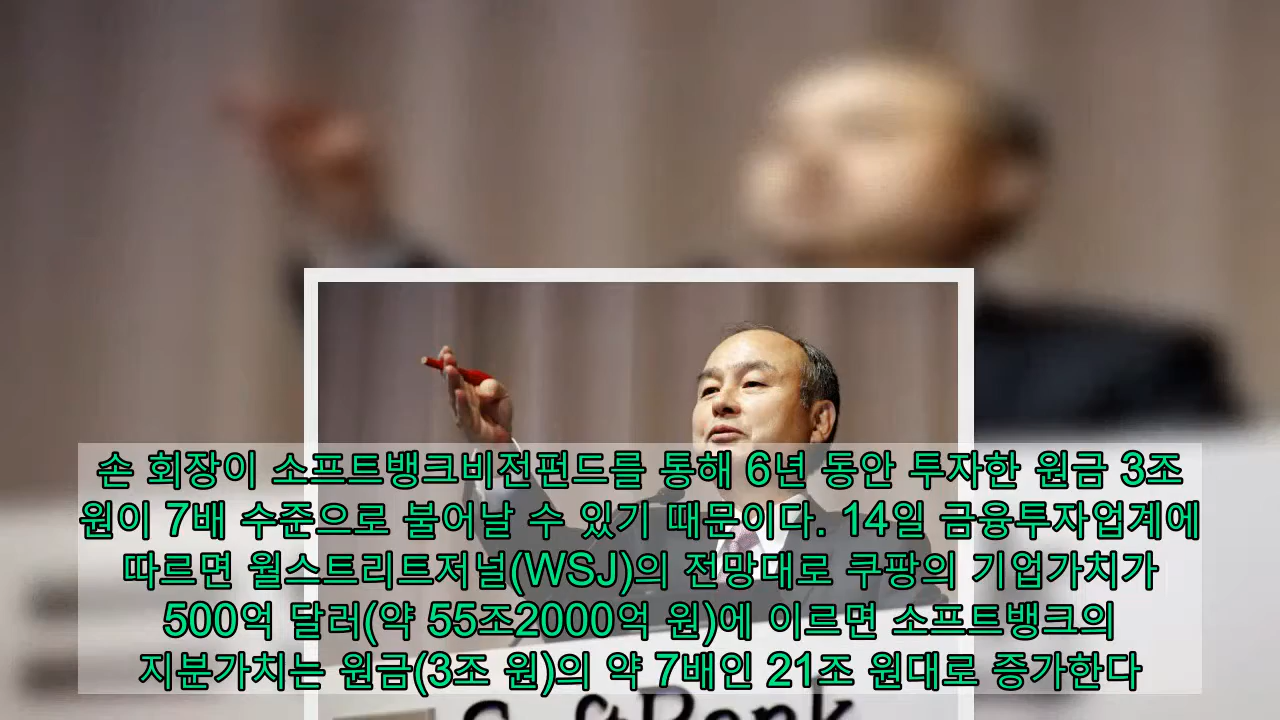 손 회장이 소프트뱅크비전펀드를 통해 6년 동안 투자한 원금 3조
원이 7배 수준으로 불어날 수 있기 때문이다. 14일 금융투자업계에
따르면 월스트리트저널(WSJ)의 전망대로 쿠팡의 기업가치가
500억 달러(약 55조2000억 원)에 이르면 소프트뱅크의
지분가치는 원금(3조 원)의 약 7배인 21조 원대로 증가한다
SoftBank